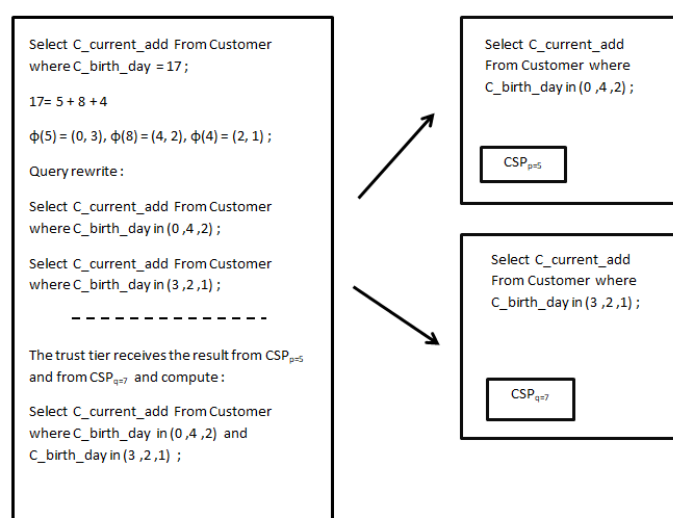 Select C_current_add From Customer
where C_birth_day = 17 ;
17= 5 + 8 + 4
ф(5) = (0, 3), ф(8) = (4, 2), ф(4) = (2, 1) ;
Query rewrite :
Select C_current_add From Customer
where C_birth_day in (0 ,4 ,2) ;
Select C_current_add From Customer
where C_birth_day in (3 ,2 ,1) ;
The trust tier receives the result from CSPp=5
and from CSPq=7 and compute :
Select C_current_add From Customer
where C_birth_day in (0 ,4 ,2) and
C_birth_day in (3 ,2 ,1) ;
Select C_current_add
From Customer where
C_birth_day in (0 ,4 ,2) ;
CSPp=5
Select C_current_add
From Customer where
C_birth_day in (3 ,2 ,1) ;
CSPq=7